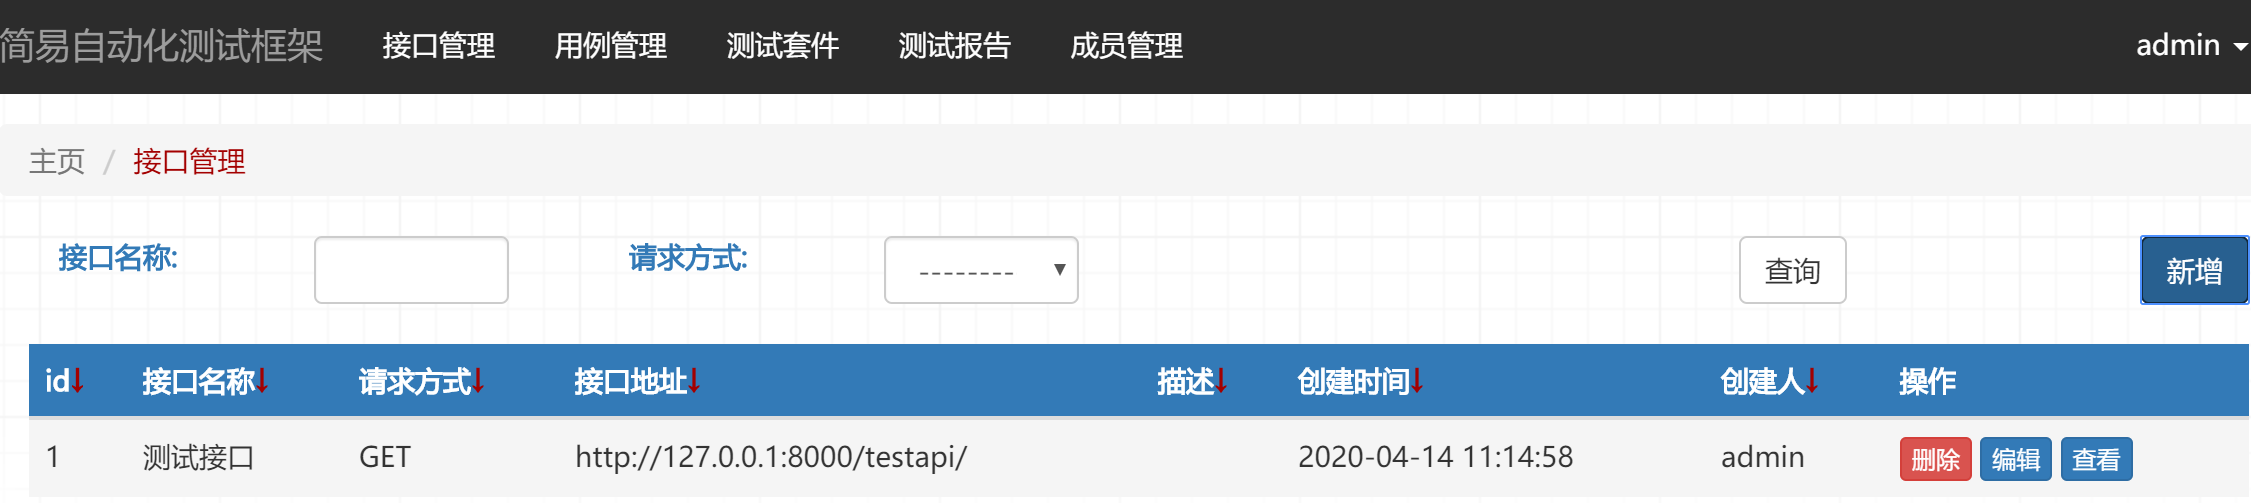 简易自动化测试框架 接口管理 用例管理 测试套件 测试报告 成员管理 admin
主页 / 接口管理
接口名称: 请求方式: -------- 查询 新增
id↓ 接口名称↓ 请求方式↓ 接口地址↓ 描述↓ 创建时间↓ 创建人↓ 操作
1 测试接口 GET http://127.0.0.1:8000/testapi/ 2020-04-14 11:14:58 admin 删除 编辑 查看